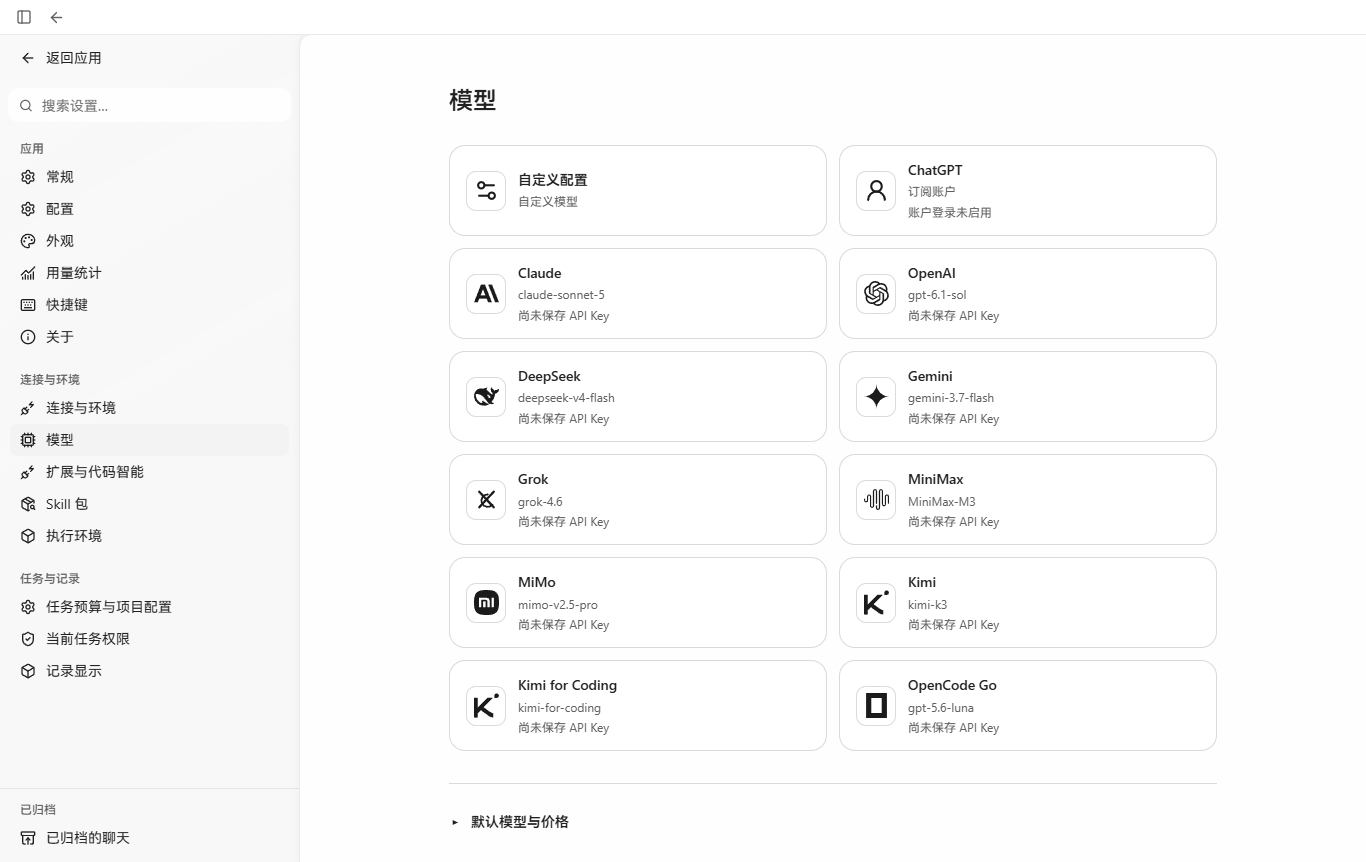 返回应用
搜索设置...
应用
常规
配置
外观
用量统计
快捷键
关于
连接与环境
连接与环境
模型
扩展与代码智能
Skill 包
执行环境
任务与记录
任务预算与项目配置
当前任务权限
记录显示
已归档
已归档的聊天
模型
自定义配置
自定义模型
ChatGPT
订阅账户
账户登录未启用
Claude
claude-sonnet-5
尚未保存 API Key
OpenAI
gpt-6.1-sol
尚未保存 API Key
DeepSeek
deepseek-v4-flash
尚未保存 API Key
Gemini
gemini-3.7-flash
尚未保存 API Key
Grok
grok-4.6
尚未保存 API Key
MiniMax
MiniMax-M3
尚未保存 API Key
MiMo
mimo-v2.5-pro
尚未保存 API Key
Kimi
kimi-k3
尚未保存 API Key
Kimi for Coding
kimi-for-coding
尚未保存 API Key
OpenCode Go
gpt-5.6-luna
尚未保存 API Key
默认模型与价格